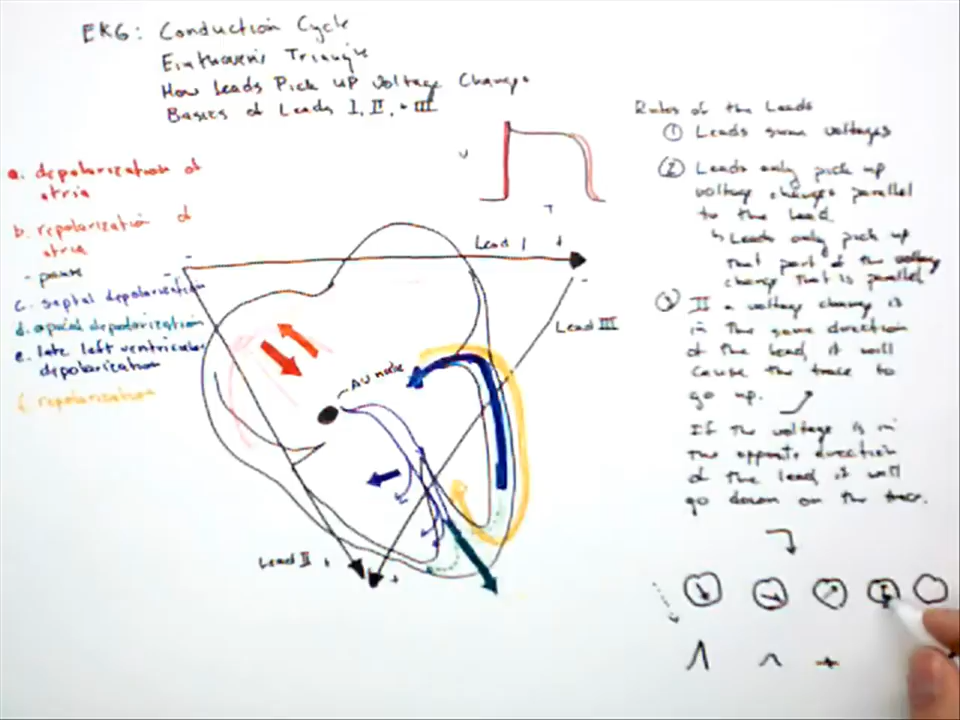 EKG: Conduction Cycle
Einthoven's Triangle
How Leads Pick up Voltage Change
Basics of Leads I, II, + III
a. depolarization of
atria
b. repolarization of
atria
- pause
c. septal depolarization
d. apical depolarization
e. late left ventricular
depolarization
f. repolarization
V
T
- Lead I +
- Lead III
AV node
Lead II +
+
Rules of the Leads
① Leads sum voltages
② Leads only pick up
voltage changes parallel
to the lead.
↳ Leads only pick up
that part of the voltage
change that is parallel
③ If a voltage change is
in the same direction
of the lead, it will
cause the trace to
go up.
If the voltage is in
the opposite direction
of the lead it will
go down on the trace.